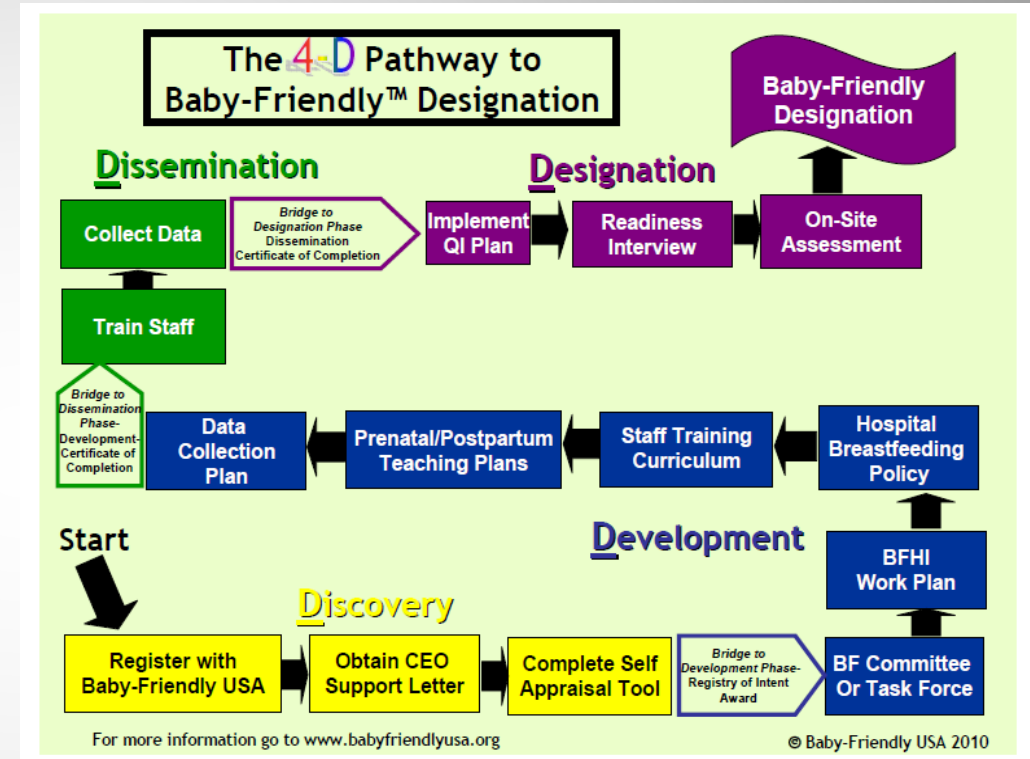 The 4-D Pathway to
Baby-Friendly™ Designation
Baby-Friendly
Designation
Dissemination
Designation
Collect Data
Bridge to
Designation Phase
Dissemination
Certificate of Completion
Implement
QI Plan
Readiness
Interview
On-Site
Assessment
Train Staff
Bridge to
Dissemination
Phase-
Development-
Certificate of
Completion
Data
Collection
Plan
Prenatal/Postpartum
Teaching Plans
Staff Training
Curriculum
Hospital
Breastfeeding
Policy
Start
Development
BFHI
Work Plan
Discovery
Register with
Baby-Friendly USA
Obtain CEO
Support Letter
Complete Self
Appraisal Tool
Bridge to
Development Phase-
Registry of Intent
Award
BF Committee
Or Task Force
For more information go to www.babyfriendlyusa.org
© Baby-Friendly USA 2010